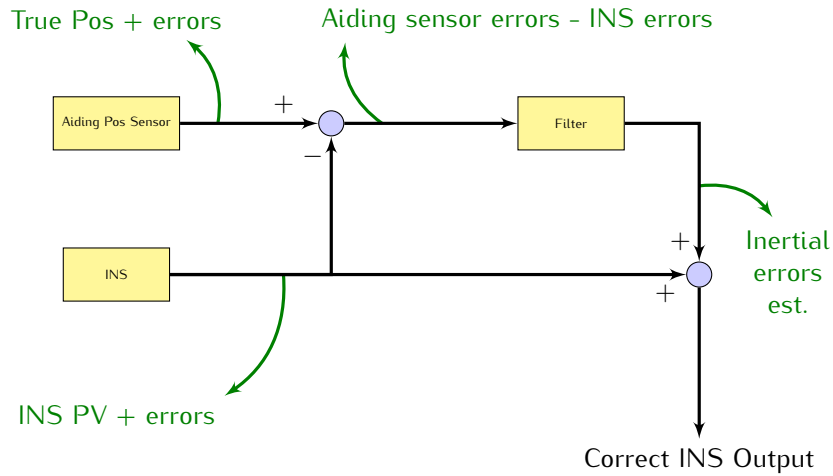 True Pos + errors
Aiding sensor errors - INS errors
+
Aiding Pos Sensor
Filter
−
+
Inertial
errors
est.
INS
+
INS PV + errors
Correct INS Output